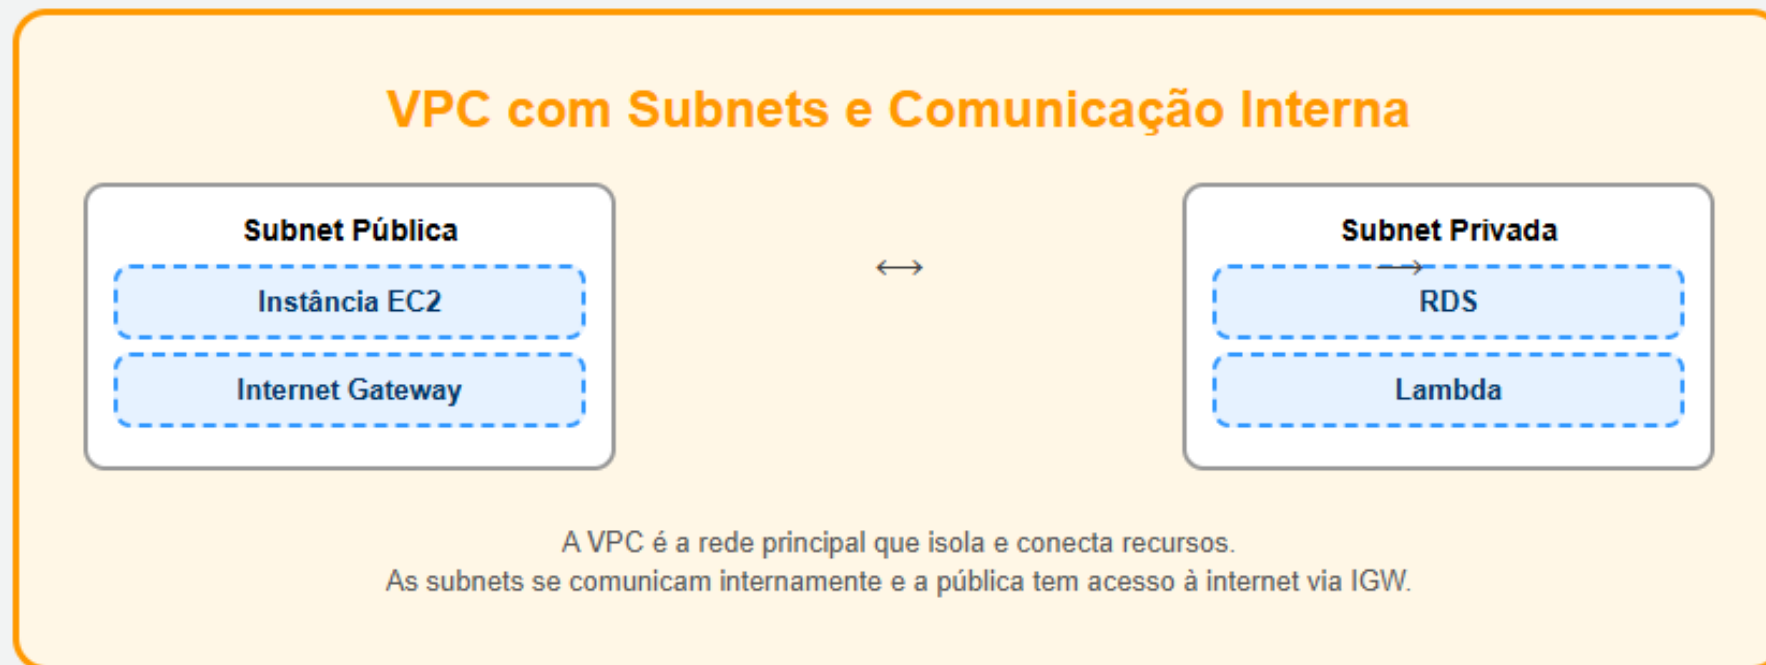 VPC com Subnets e Comunicação Interna
Subnet Pública
Instância EC2
Internet Gateway
↔
Subnet Privada
→
RDS
Lambda
A VPC é a rede principal que isola e conecta recursos.
As subnets se comunicam internamente e a pública tem acesso à internet via IGW.